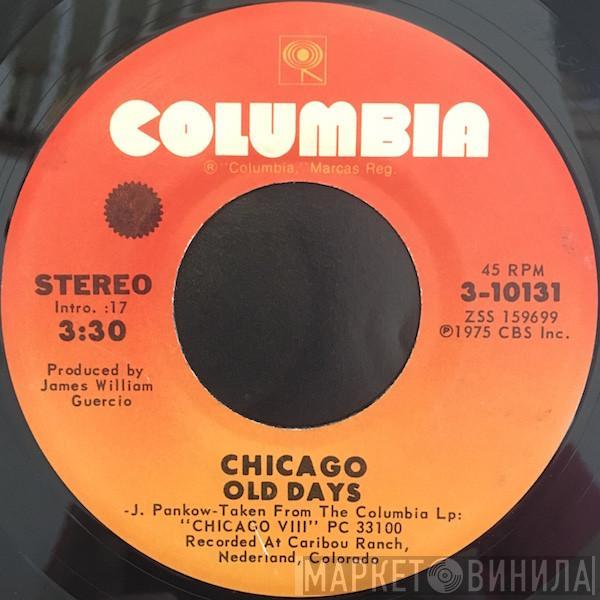 COLUMBIA
® "Columbia," Marcas Reg.
STEREO
Intro. :17
3:30
Produced by
James William
Guercio
45 RPM
3-10131
ZSS 159699
℗1975 CBS Inc.
CHICAGO
OLD DAYS
-J. Pankow-Taken From The Columbia Lp:
"CHICAGO VIII" PC 33100
Recorded At Caribou Ranch,
Nederland, Colorado
МАРКЕТ ВИНИЛА